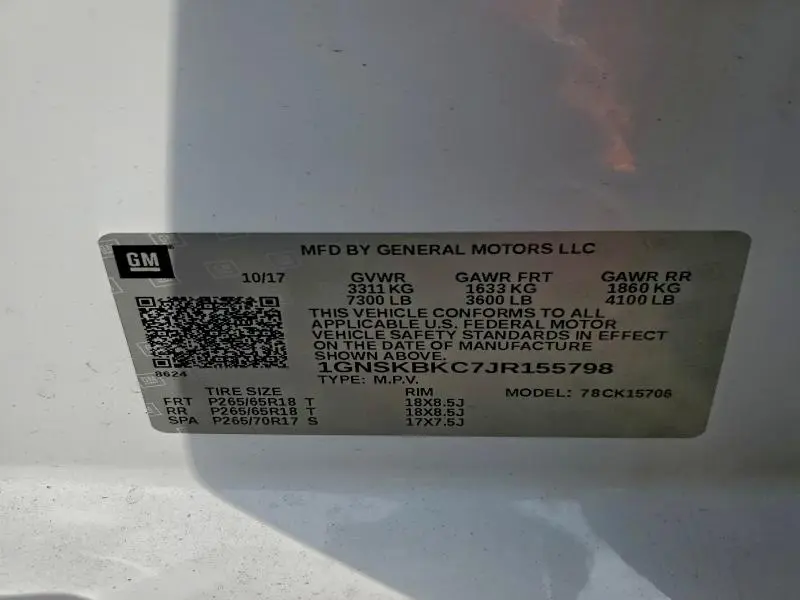 GM
MFD BY GENERAL MOTORS LLC
10/17 GVWR GAWR FRT GAWR RR
3311 KG 1633 KG 1860 KG
7300 LB 3600 LB 4100 LB
THIS VEHICLE CONFORMS TO ALL
APPLICABLE U.S. FEDERAL MOTOR
VEHICLE SAFETY STANDARDS IN EFFECT
ON THE DATE OF MANUFACTURE
SHOWN ABOVE.
8624
1GNSKBKC7JR155798
TYPE: M.P.V.
TIRE SIZE RIM MODEL: 78CK15706
FRT P265/65R18 T 18X8.5J
RR P265/65R18 T 18X8.5J
SPA P265/70R17 S 17X7.5J